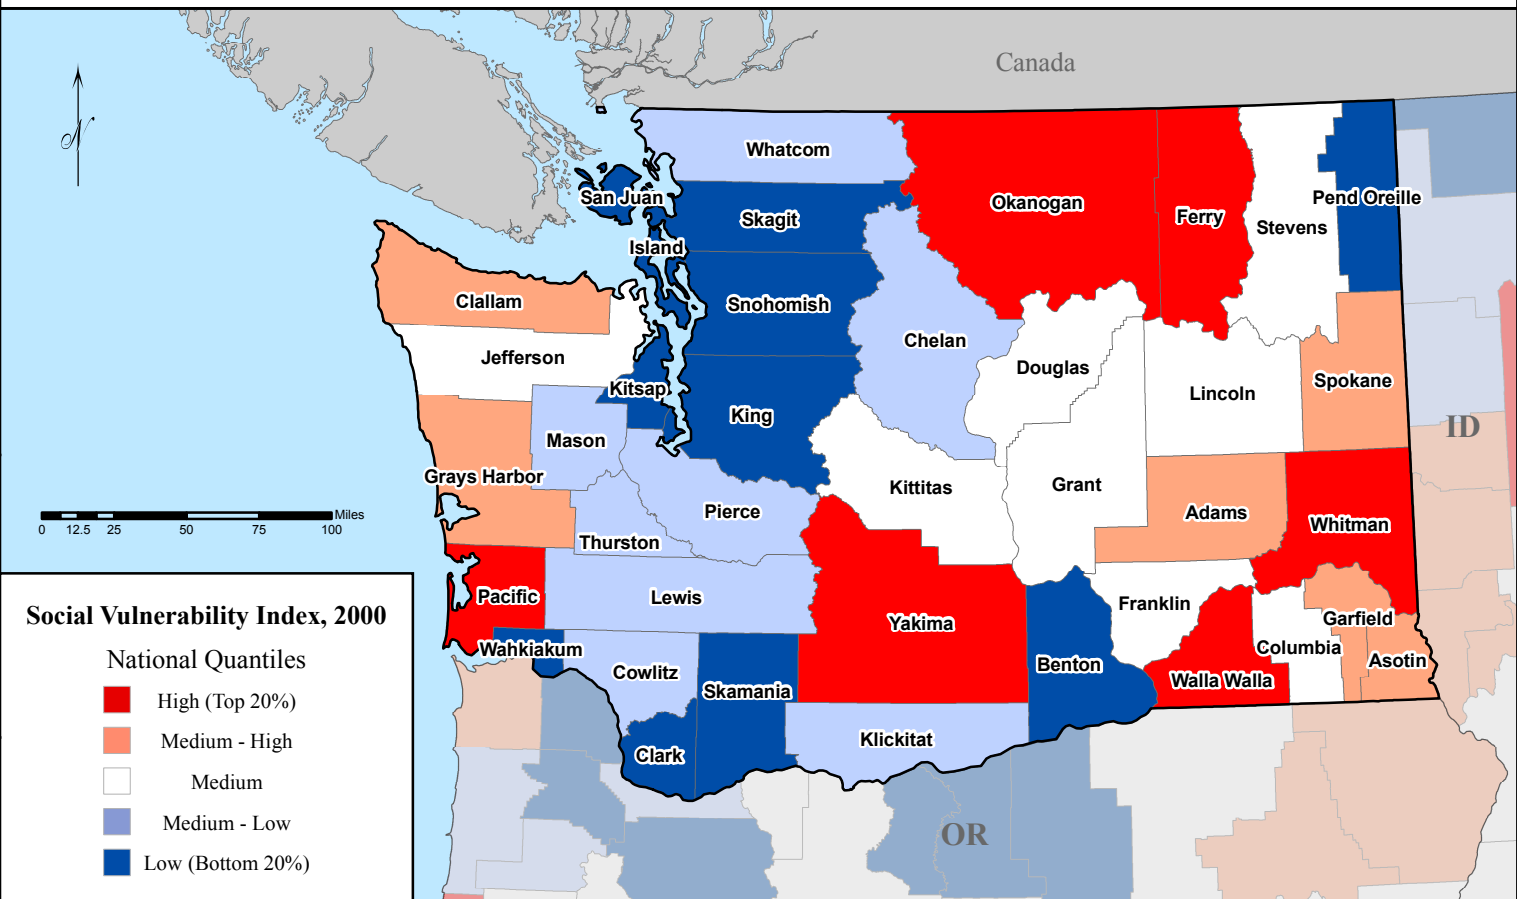 Canada
Whatcom
San Juan
Skagit
Okanogan
Ferry
Stevens
Pend Oreille
Island
Snohomish
Clallam
Chelan
Jefferson
Douglas
Kitsap
King
Lincoln
Spokane
Mason
ID
Grays Harbor
Kittitas
Grant
Pierce
Adams
Whitman
Thurston
N
Miles
0 12.5 25 50 75 100
Pacific
Lewis
Yakima
Franklin
Garfield
Wahkiakum
Columbia
Asotin
Cowlitz
Skamania
Benton
Walla Walla
Clark
Klickitat
OR
Social Vulnerability Index, 2000
National Quantiles
High (Top 20%)
Medium - High
Medium
Medium - Low
Low (Bottom 20%)